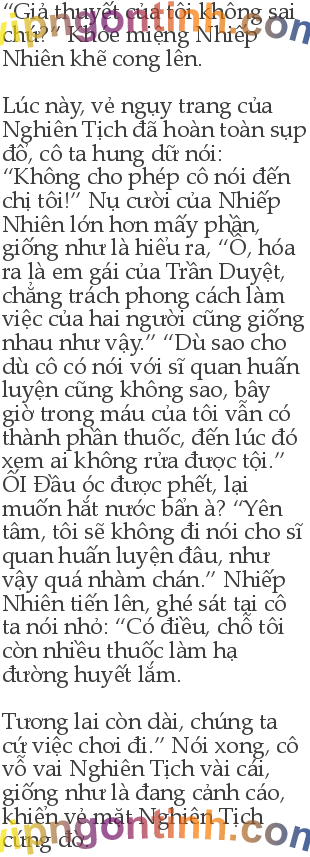 “Giả thuyết của tôi không sai
chứ?” Khóe miệng Nhiếp
Nhiên khẽ cong lên.
Lúc này, vẻ ngụy trang của
Nghiên Tịch đã hoàn toàn sụp
đổ, cô ta hung dữ nói:
“Không cho phép cô nói đến
chị tôi!” Nụ cười của Nhiếp
Nhiên lớn hơn mấy phần,
giống như là hiểu ra, “Ồ, hóa
ra là em gái của Trần Duyệt,
chẳng trách phong cách làm
việc của hai người cũng giống
nhau như vậy.” “Dù sao cho
dù cô có nói với sĩ quan huấn
luyện cũng không sao, bây
giờ trong máu của tôi vẫn có
thành phần thuốc, đến lúc đó
xem ai không rửa được tội.”
ỐI Đầu óc được phết, lại
muốn hắt nước bẩn à? “Yên
tâm, tôi sẽ không đi nói cho sĩ
quan huấn luyện đâu, như
vậy quá nhàm chán.” Nhiếp
Nhiên tiến lên, ghé sát tai cô
ta nói nhỏ: “Có điều, chỗ tôi
còn nhiều thuốc làm hạ
đường huyết lắm.
Tương lai còn dài, chúng ta
cứ việc chơi đi.” Nói xong, cô
vỗ vai Nghiên Tịch vài cái,
giống như là đang cảnh cáo,
khiến vẻ mặt Nghiên Tịch
cứng đờ.
vipngontinh.com